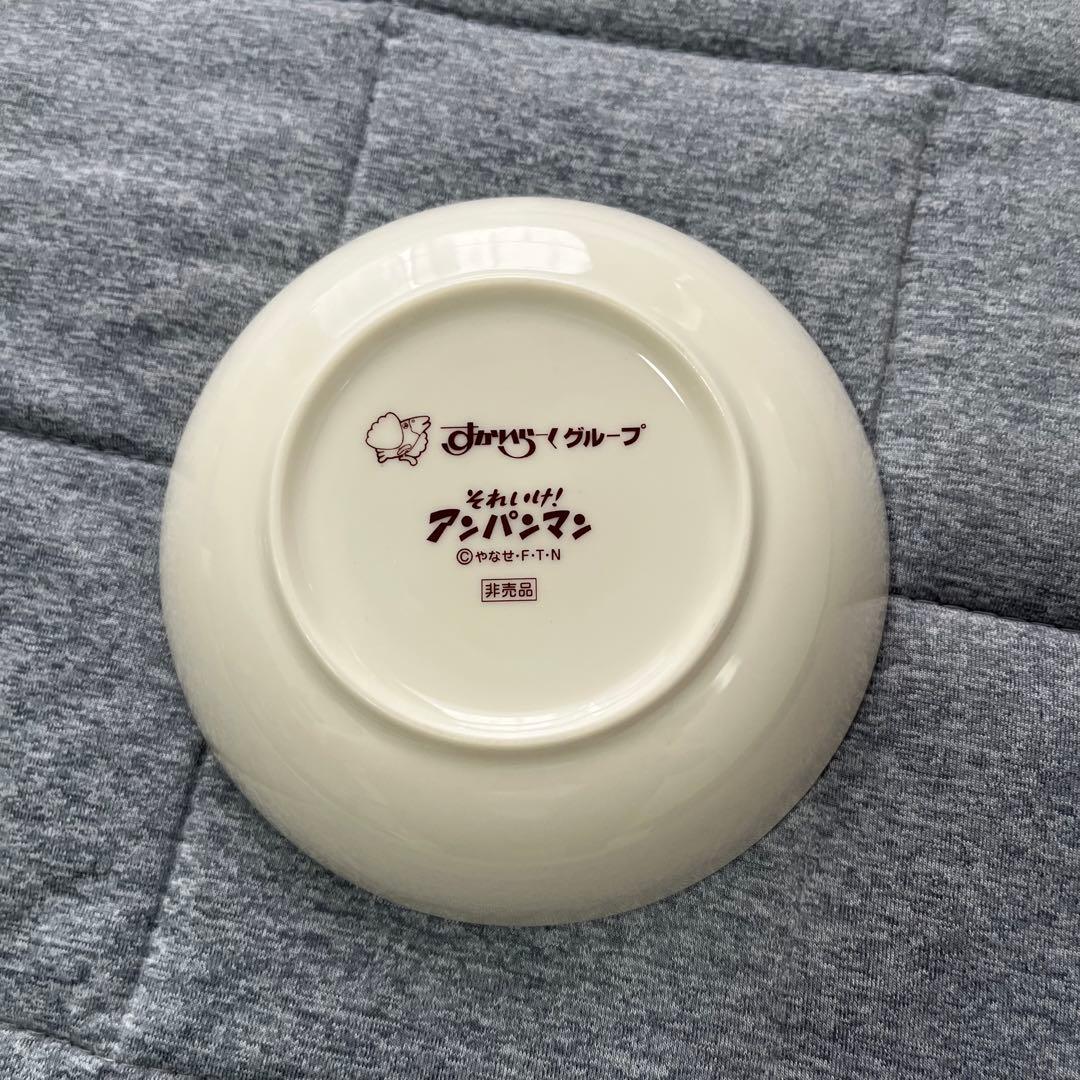 すかいらーくグループ
それいけ!
アンパンマン
©やなせ・F・T・N
非売品